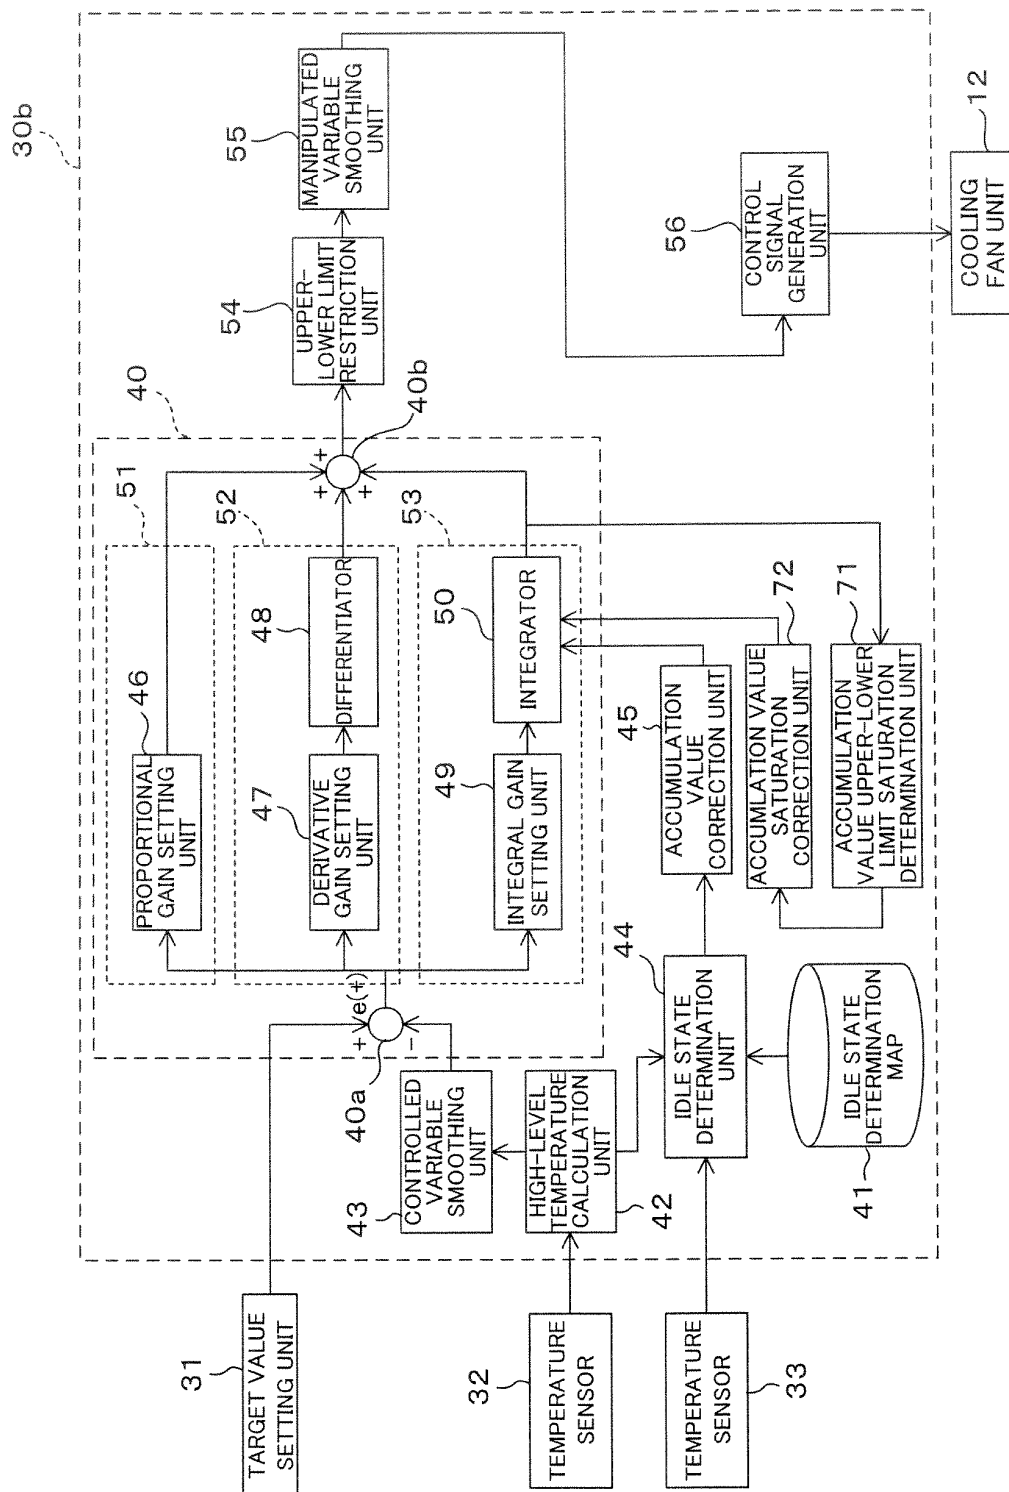 30b
TARGET VALUE
SETTING UNIT
31
TEMPERATURE
SENSOR
32
TEMPERATURE
SENSOR
33
40
+
e(+)
-
40a
CONTROLLED
VARIABLE
SMOOTHING
UNIT
43
HIGH-LEVEL
TEMPERATURE
CALCULATION
UNIT
42
IDLE STATE
DETERMINATION
UNIT
44
IDLE STATE
DETERMINATION
MAP
41
51
PROPORTIONAL
GAIN SETTING
UNIT
46
52
DERIVATIVE
GAIN SETTING
UNIT
47
DIFFERENTIATOR
48
53
INTEGRAL GAIN
SETTING UNIT
49
INTEGRATOR
50
+
+
+
40b
ACCUMULATION
VALUE
CORRECTION UNIT
45
ACCUMLATION VALUE
SATURATION
CORRECTION UNIT
72
ACCUMULATION
VALUE UPPER-LOWER
LIMIT SATURATION
DETERMINATION UNIT
71
UPPER-
LOWER LIMIT
RESTRICTION
UNIT
54
MANIPULATED
VARIABLE
SMOOTHING
UNIT
55
CONTROL
SIGNAL
GENERATION
UNIT
56
COOLING
FAN UNIT
12